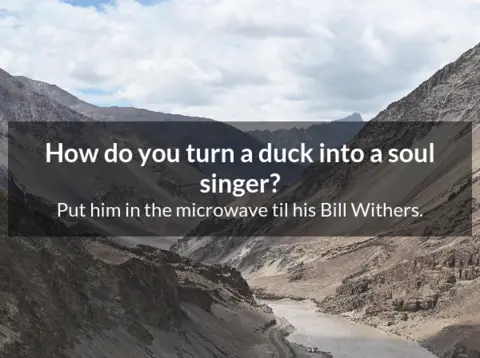 How do you turn a duck into a soul
singer?
Put him in the microwave til his Bill Withers.